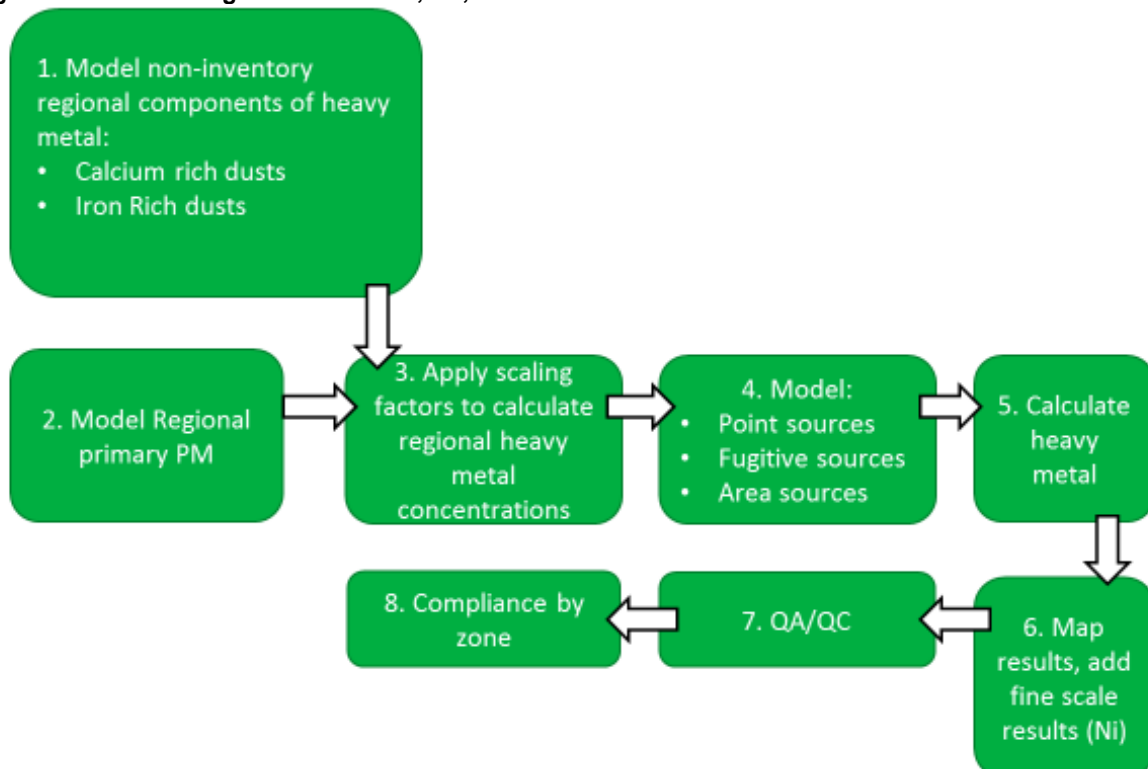 1. Model non-inventory
regional components of heavy
metal:
• Calcium rich dusts
• Iron Rich dusts
2. Model Regional
primary PM
3. Apply scaling
factors to calculate
regional heavy
metal
concentrations
4. Model:
• Point sources
• Fugitive sources
• Area sources
5. Calculate
heavy
metal
6. Map
results, add
fine scale
results (Ni)
7. QA/QC
8. Compliance by
zone